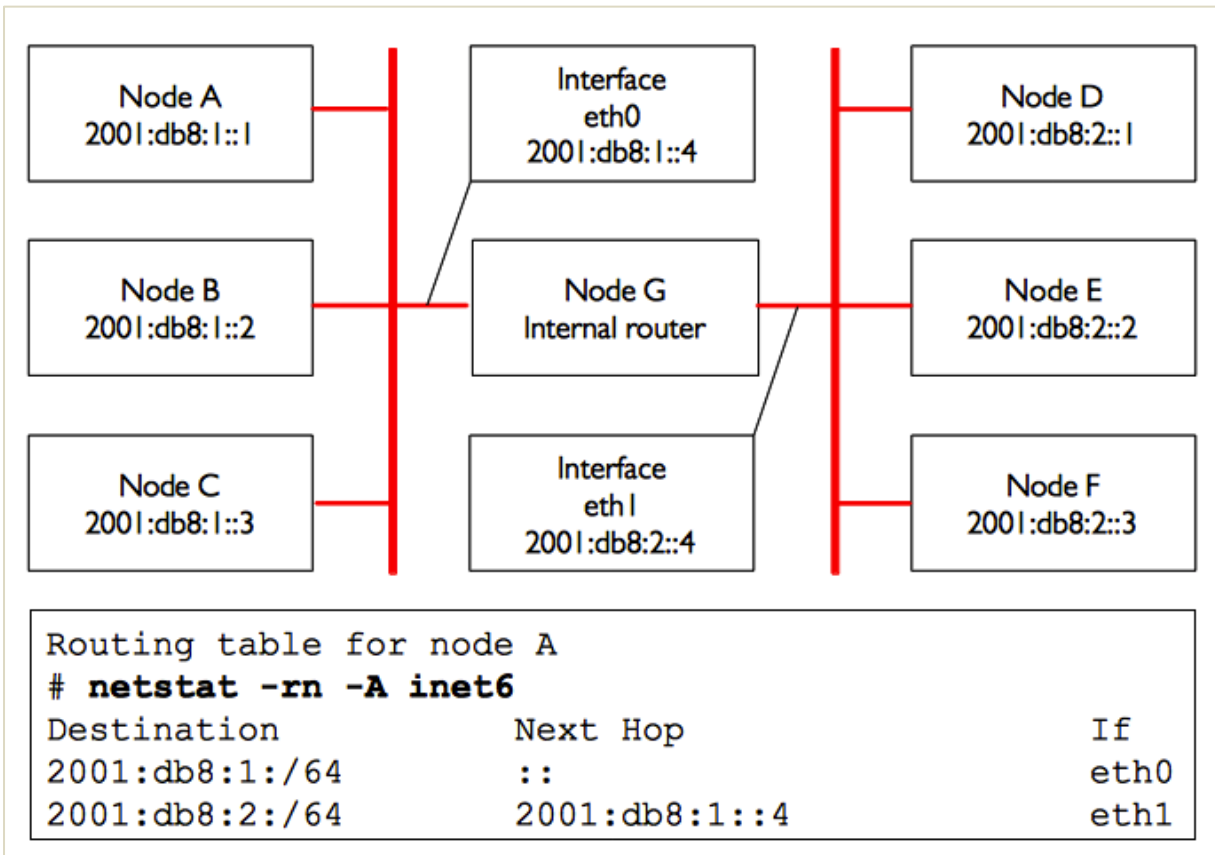 Node A
2001:db8:1::1
Interface
eth0
2001:db8:1::4
Node D
2001:db8:2::1
Node B
2001:db8:1::2
Node G
Internal router
Node E
2001:db8:2::2
Node C
2001:db8:1::3
Interface
eth1
2001:db8:2::4
Node F
2001:db8:2::3
Routing table for node A
# netstat -rn -A inet6
Destination Next Hop If
2001:db8:1:/64 :: eth0
2001:db8:2:/64 2001:db8:1::4 eth1